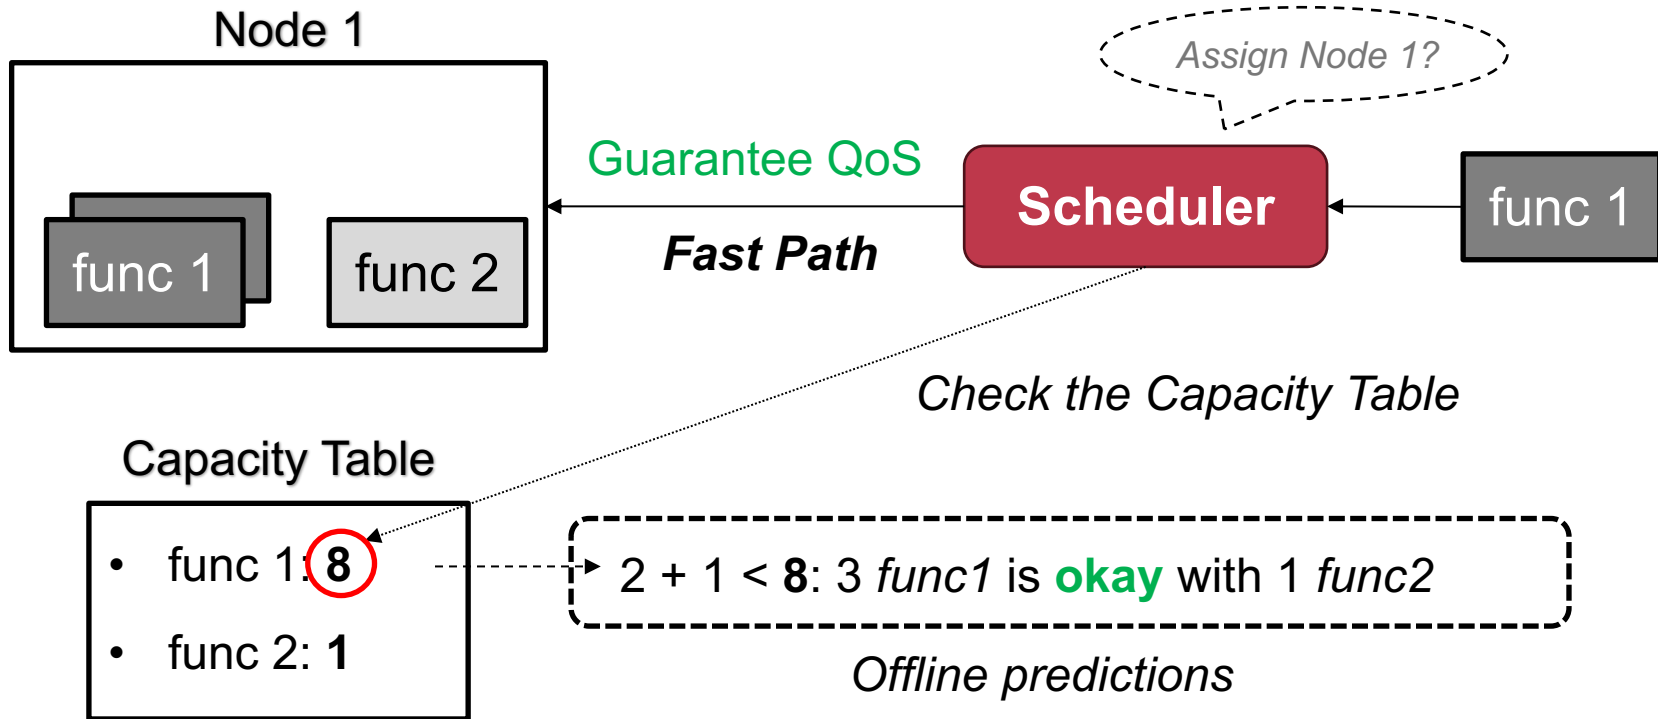 Node 1
Assign Node 1?
Guarantee QoS
Scheduler
func 1
func 1
func 2
Fast Path
Check the Capacity Table
Capacity Table
• func 1: 8
2 + 1 < 8: 3 func1 is okay with 1 func2
• func 2: 1
Offline predictions